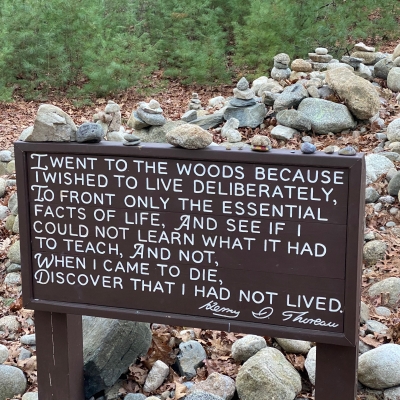 I WENT TO THE WOODS BECAUSE
I WISHED TO LIVE DELIBERATELY,
TO FRONT ONLY THE ESSENTIAL
FACTS OF LIFE, AND SEE IF I
COULD NOT LEARN WHAT IT HAD
TO TEACH, AND NOT,
WHEN I CAME TO DIE,
DISCOVER THAT I HAD NOT LIVED.
Henry D Thoreau